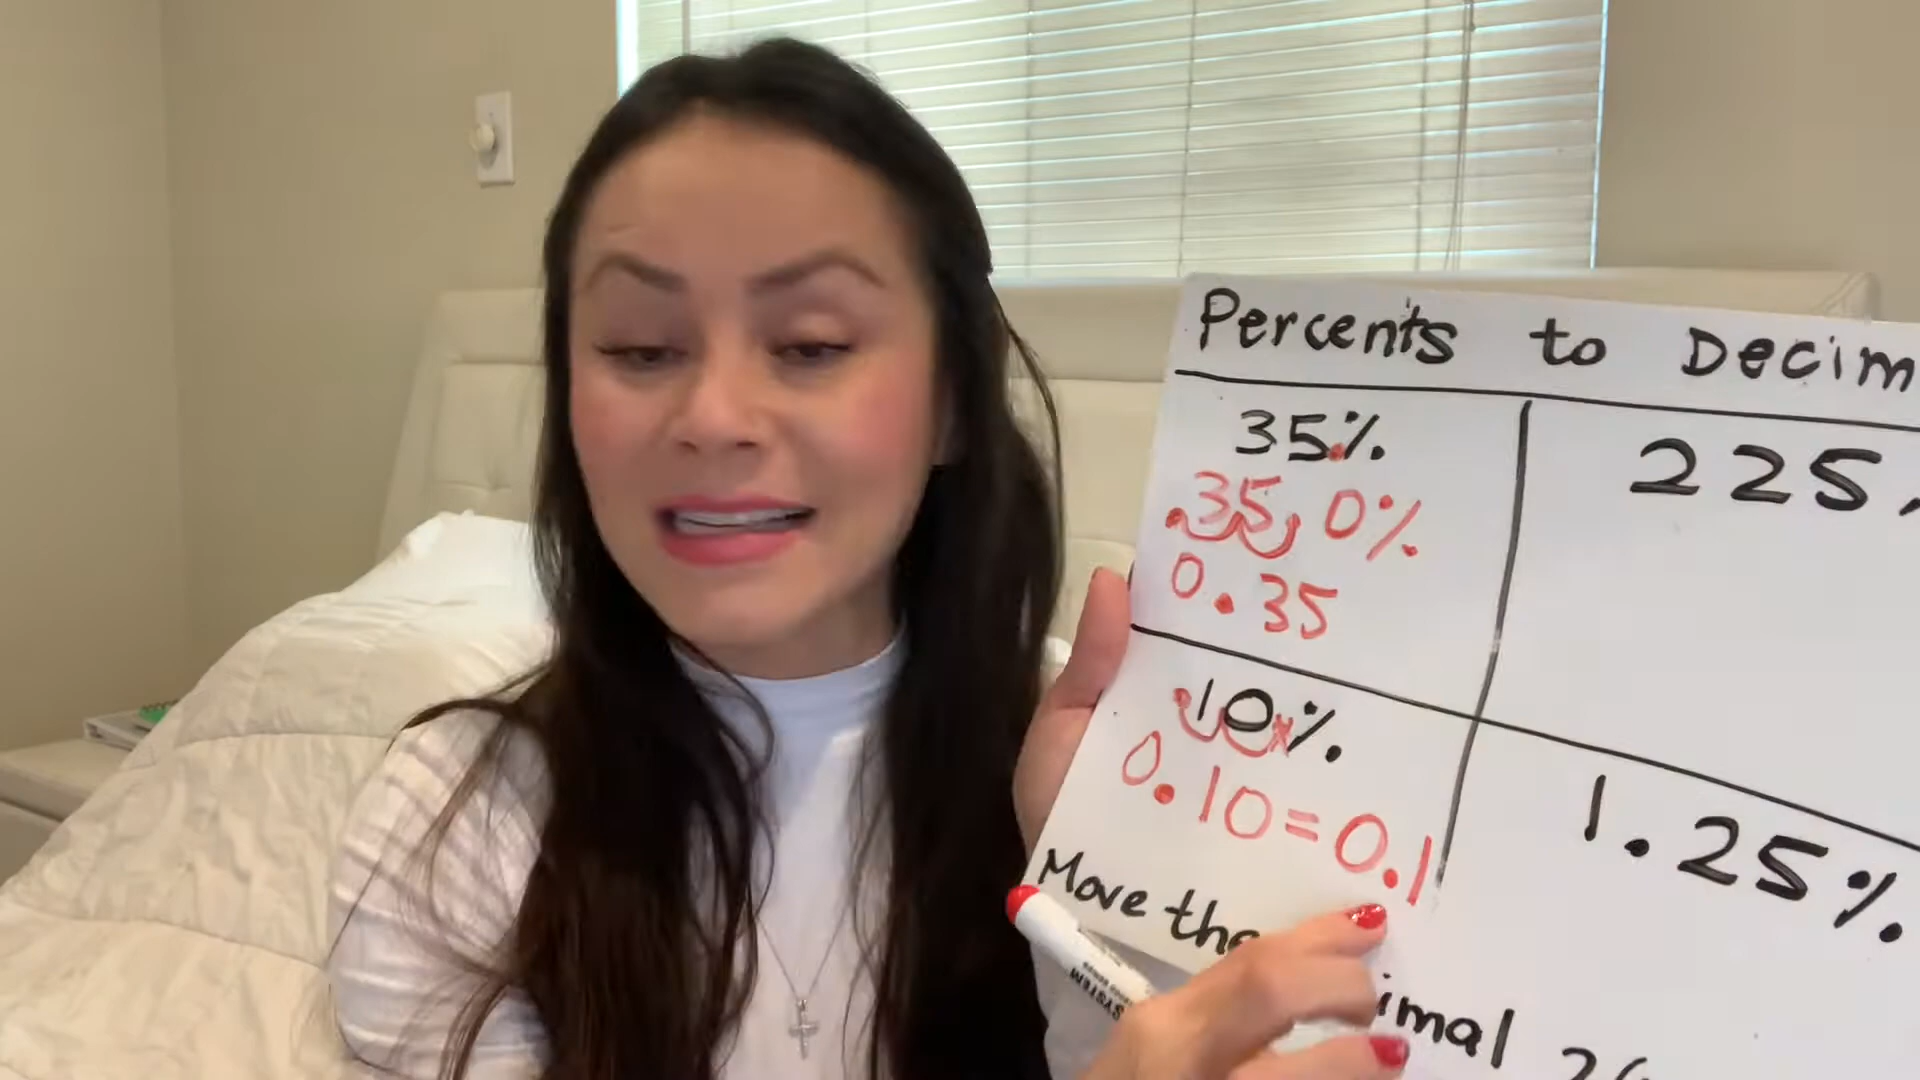 Percents to Decim
35%
.35.0%
0.35
225.
10%
0.10=0.1
1.25%
Move the imal
SYSTEM